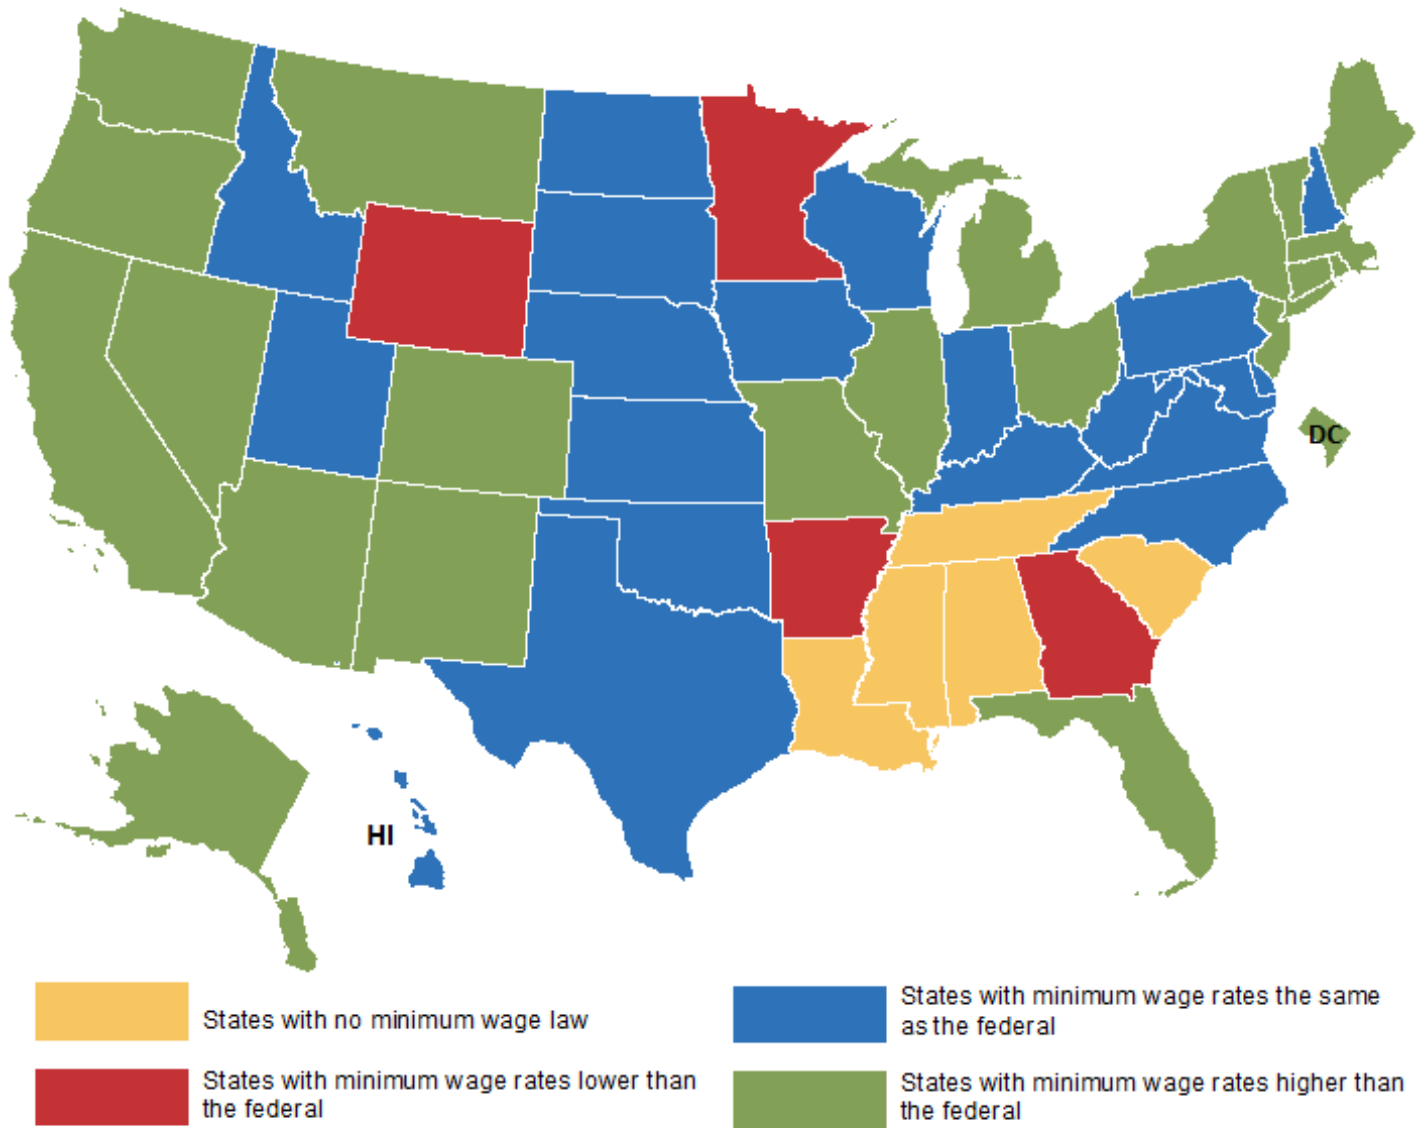 DC
HI
States with no minimum wage law
States with minimum wage rates lower than
the federal
States with minimum wage rates the same
as the federal
States with minimum wage rates higher than
the federal